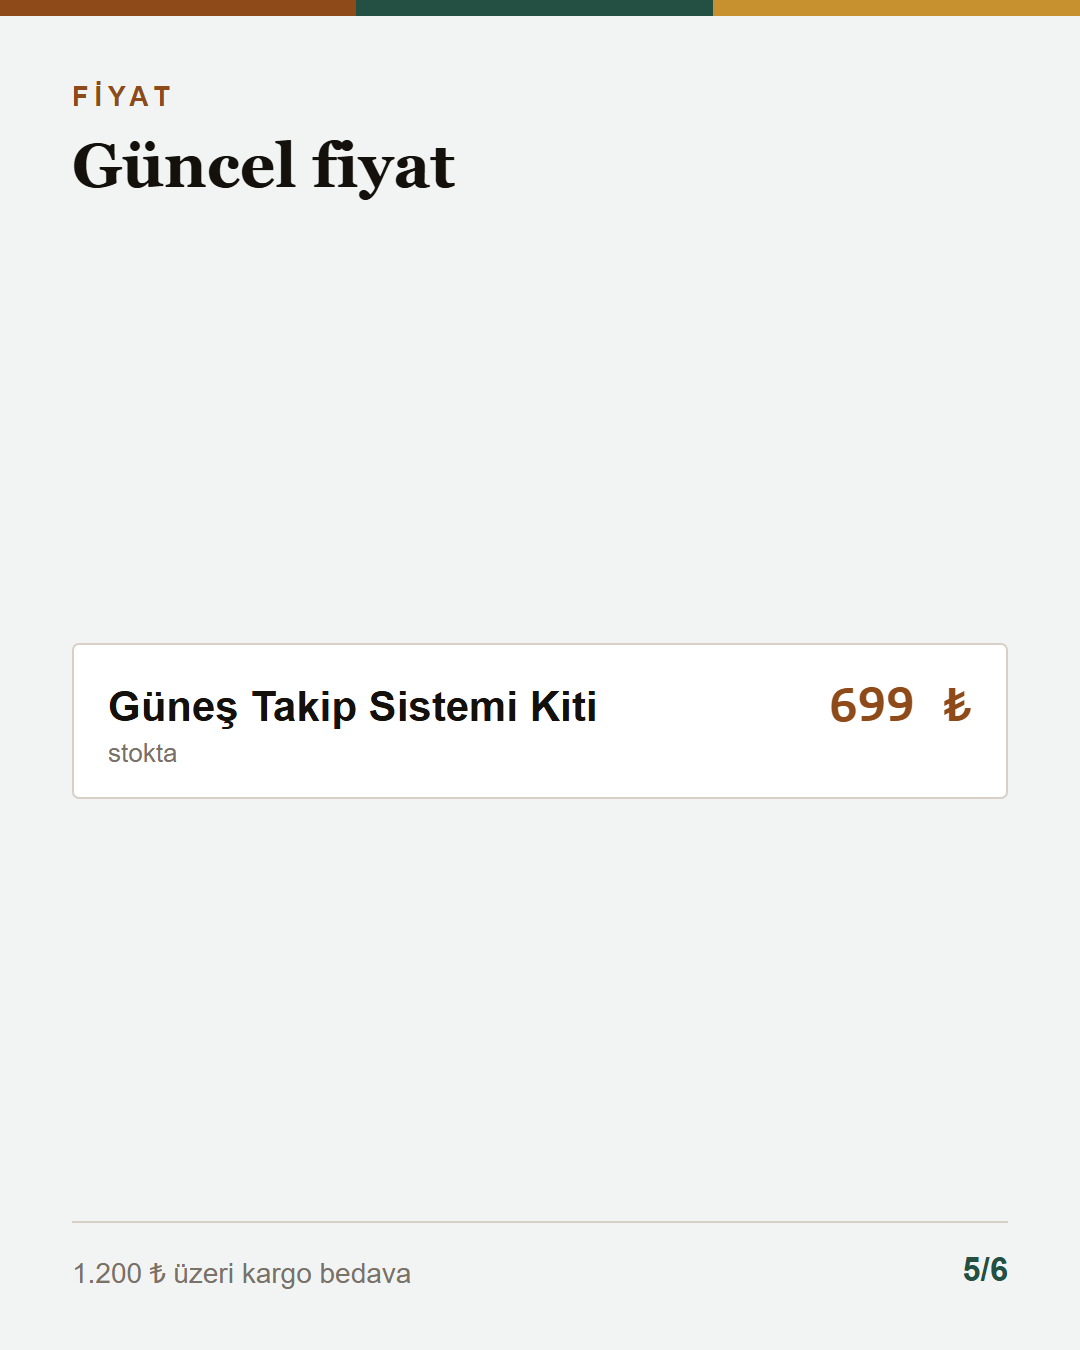 FİYAT
Güncel fiyat
Güneş Takip Sistemi Kiti
699 ₺
stokta
1.200 ₺ üzeri kargo bedava
5/6